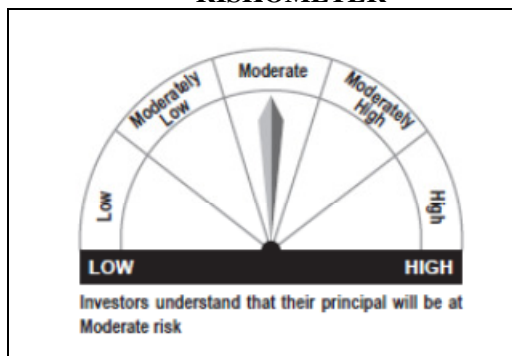 RISKOMETER
Moderate
Moderately
Low
Moderately
High
Low
High
LOW HIGH
Investors understand that their principal will be at
Moderate risk